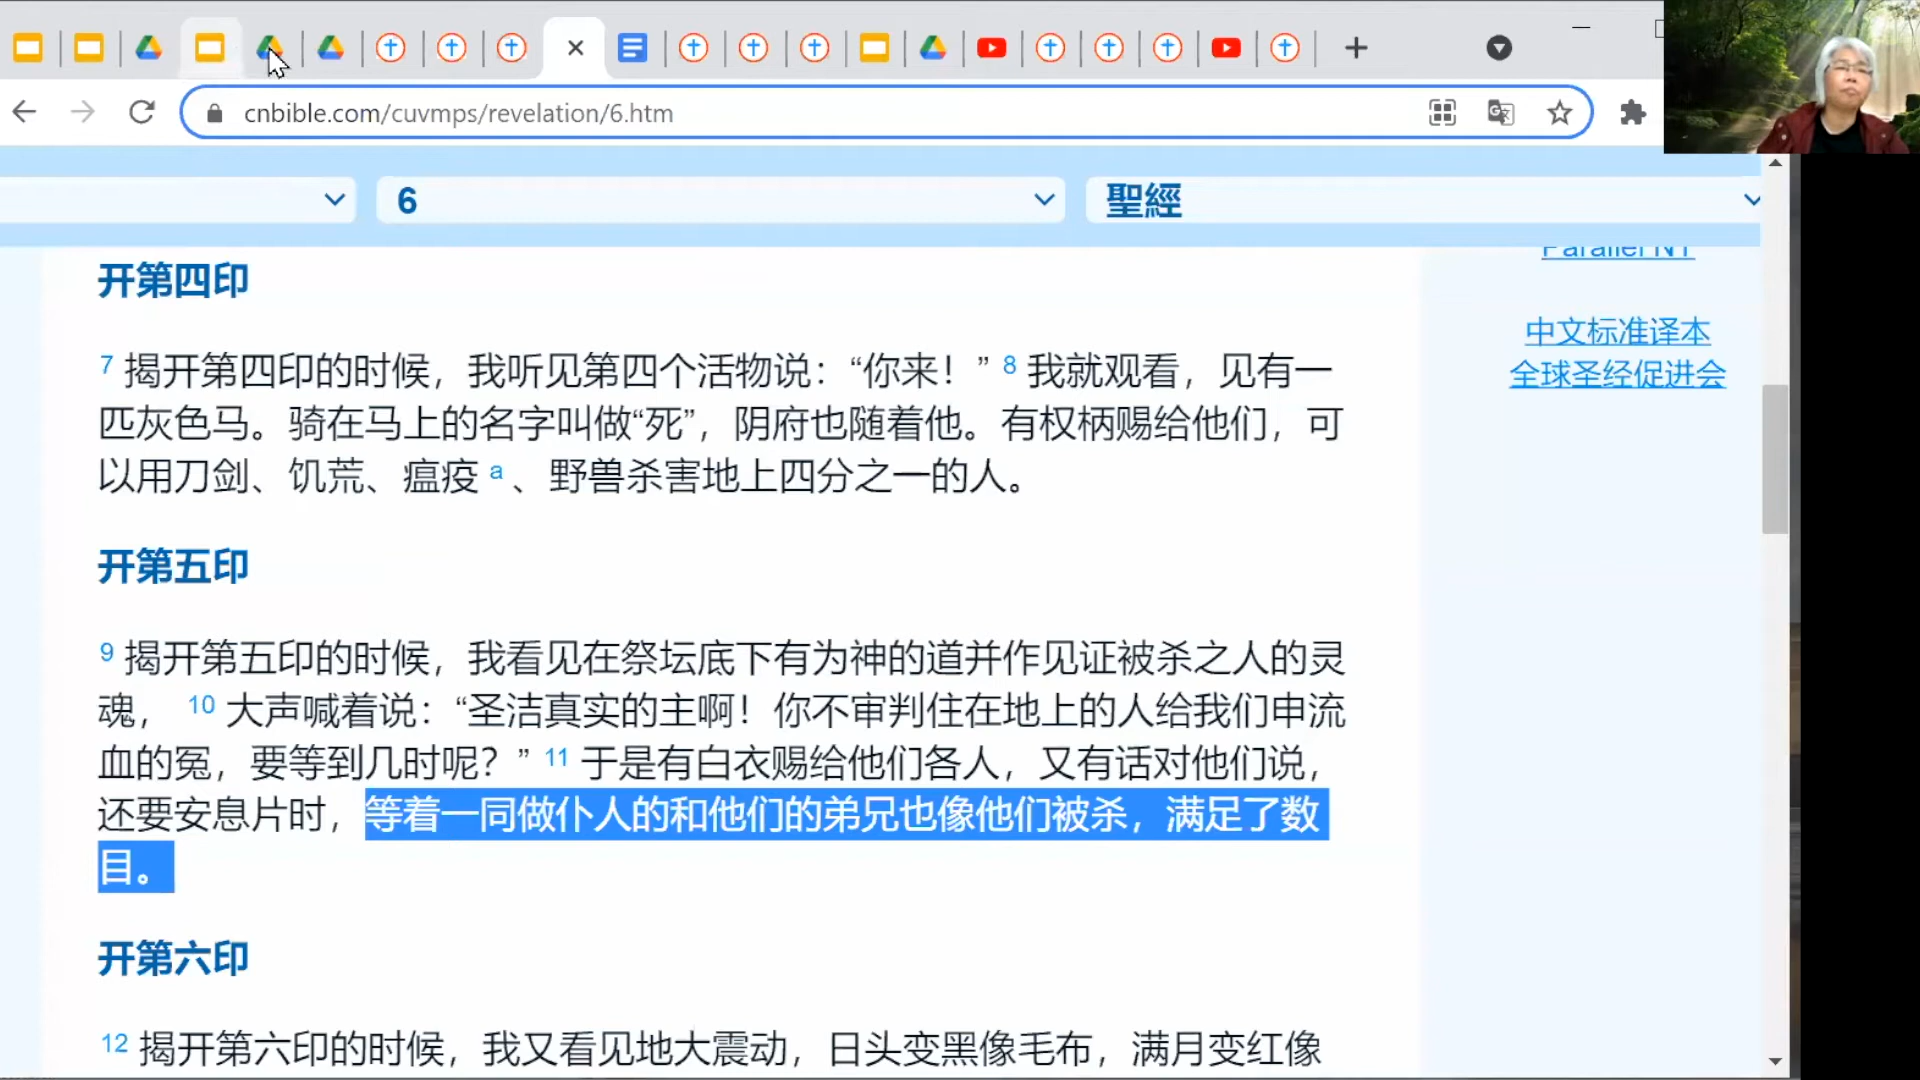 cnbible.com/cuvmps/revelation/6.htm
6
聖經
Parallel NT
开第四印
中文标准译本
全球圣经促进会
7 揭开第四印的时候，我听见第四个活物说：“你来！” 8 我就观看，见有一
匹灰色马。骑在马上的名字叫做“死”，阴府也随着他。有权柄赐给他们，可
以用刀剑、饥荒、瘟疫 a 、野兽杀害地上四分之一的人。
开第五印
9 揭开第五印的时候，我看见在祭坛底下有为神的道并作见证被杀之人的灵
魂， 10 大声喊着说：“圣洁真实的主啊！你不审判住在地上的人给我们申流
血的冤，要等到几时呢？” 11 于是有白衣赐给他们各人，又有话对他们说，
还要安息片时，等着一同做仆人的和他们的弟兄也像他们被杀，满足了数
目。
开第六印
12 揭开第六印的时候，我又看见地大震动，日头变黑像毛布，满月变红像